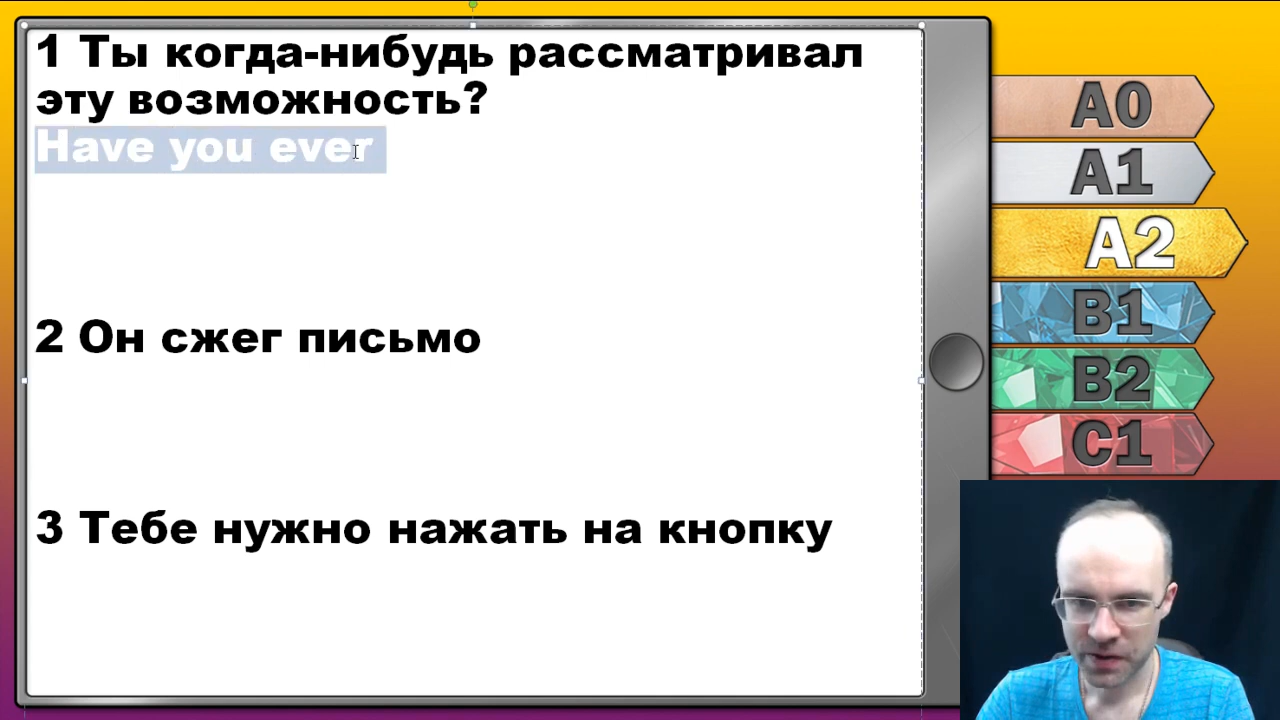 1 Ты когда-нибудь рассматривал
эту возможность?
Have you ever
2 Он сжег письмо
3 Тебе нужно нажать на кнопку
A0
A1
A2
B1
B2
C1